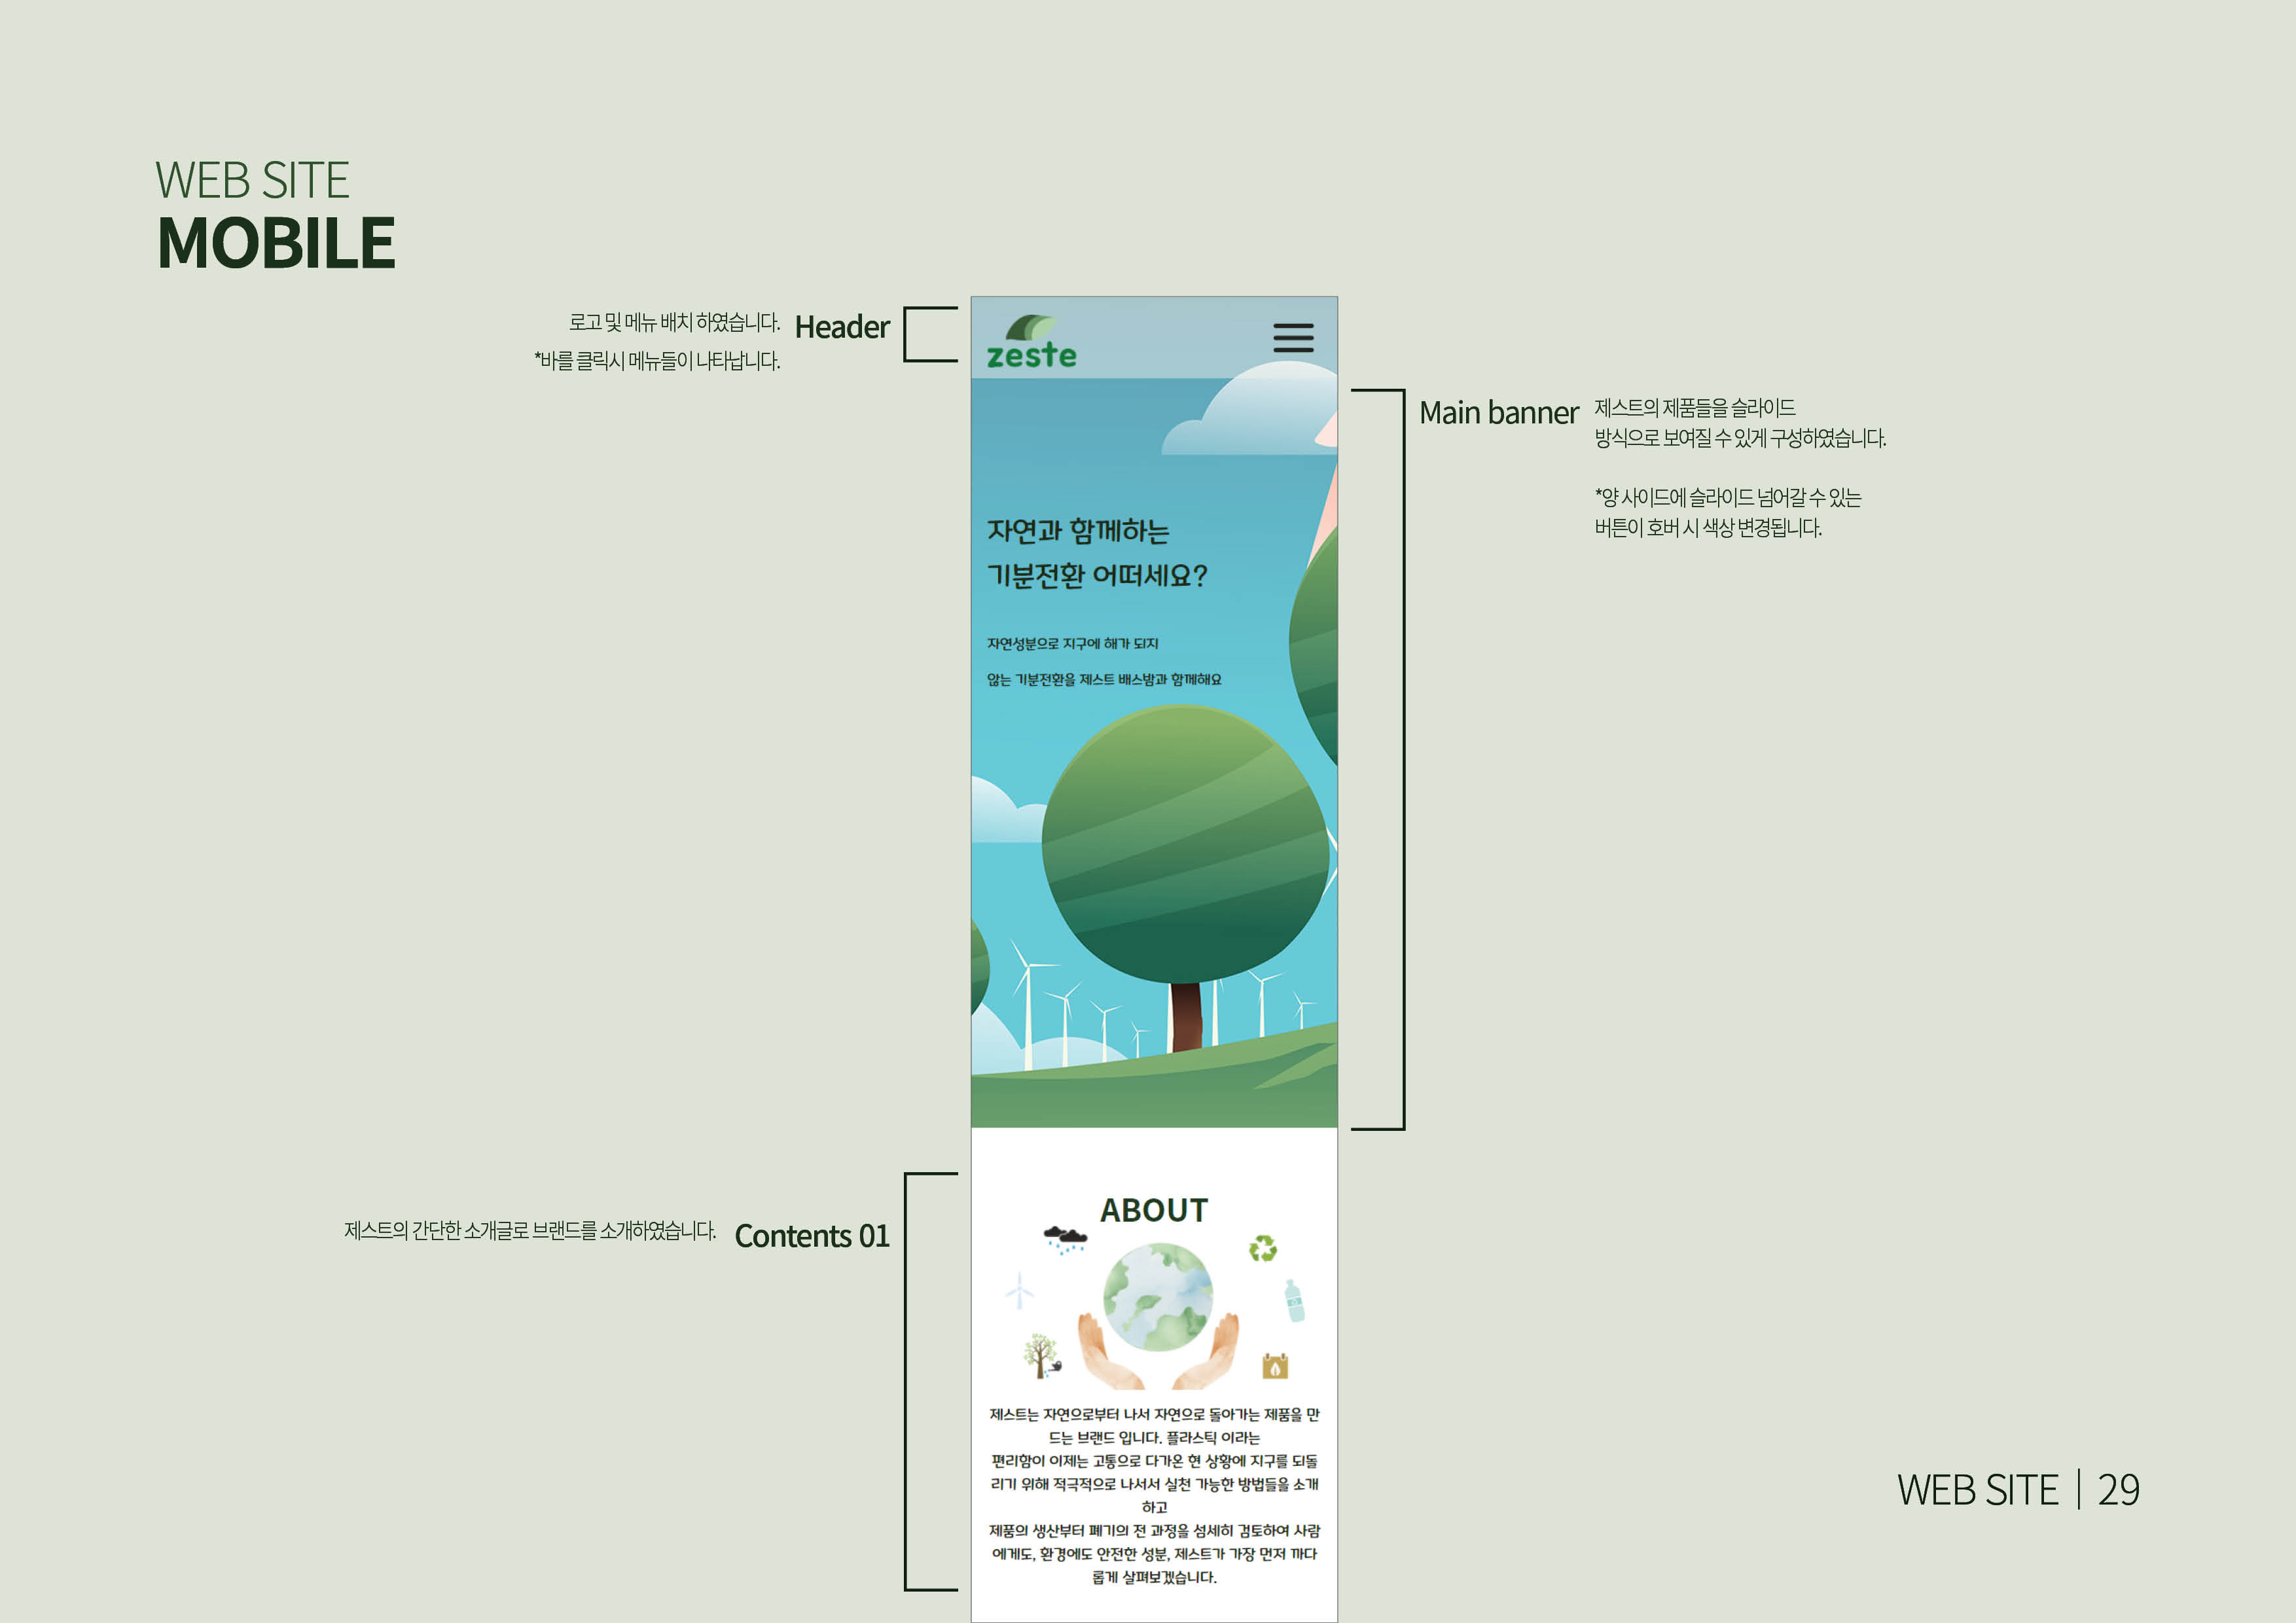 WEB SITE
MOBILE
로고 및 메뉴 배치 하였습니다.
*바를 클릭시 메뉴들이 나타납니다.
Header
zeste
Main banner
제스트의 제품들을 슬라이드
방식으로 보여질 수 있게 구성하였습니다.
*양 사이드에 슬라이드 넘어갈 수 있는
버튼이 호버 시 색상 변경됩니다.
자연과 함께하는
기분전환 어떠세요?
자연성분으로 지구에 해가 되지
않는 기분전환을 제스트 배스밤과 함께해요
제스트의 간단한 소개글로 브랜드를 소개하였습니다.
Contents 01
ABOUT
제스트는 자연으로부터 나서 자연으로 돌아가는 제품을 만
드는 브랜드 입니다. 플라스틱 이라는
편리함이 이제는 고통으로 다가온 현 상황에 지구를 되돌
리기 위해 적극적으로 나서서 실천 가능한 방법들을 소개
하고
제품의 생산부터 폐기의 전 과정을 섬세히 검토하여 사람
에게도, 환경에도 안전한 성분, 제스트가 가장 먼저 까다
롭게 살펴보겠습니다.
WEB SITE | 29